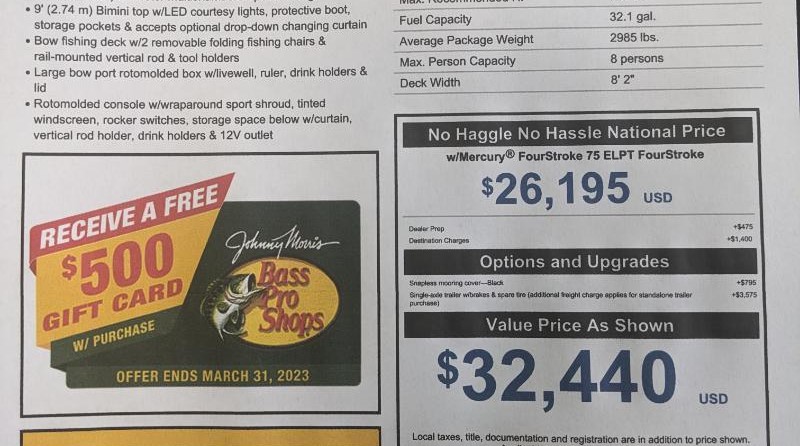 • 9' (2.74 m) Bimini top w/LED courtesy lights, protective boot,
storage pockets & accepts optional drop-down changing curtain
• Bow fishing deck w/2 removable folding fishing chairs &
rail-mounted vertical rod & tool holders
• Large bow port rotomolded box w/livewell, ruler, drink holders &
lid
• Rotomolded console w/wraparound sport shroud, tinted
windscreen, rocker switches, storage space below w/curtain,
vertical rod holder, drink holders & 12V outlet
RECEIVE A FREE
$500
GIFT CARD
W/ PURCHASE
Johnny Morris
Bass
Pro
Shops
OFFER ENDS MARCH 31, 2023
Fuel Capacity 32.1 gal.
Average Package Weight 2985 lbs.
Max. Person Capacity 8 persons
Deck Width 8' 2"
No Haggle No Hassle National Price
w/Mercury® FourStroke 75 ELPT FourStroke
$26,195 USD
Dealer Prep +$475
Destination Charges +$1,400
Options and Upgrades
Snapless mooring cover—Black +$795
Single-axle trailer w/brakes & spare tire (additional freight charge applies for standalone trailer +$3,575
purchase)
Value Price As Shown
$32,440 USD
Local taxes, title, documentation and registration are in addition to price shown.